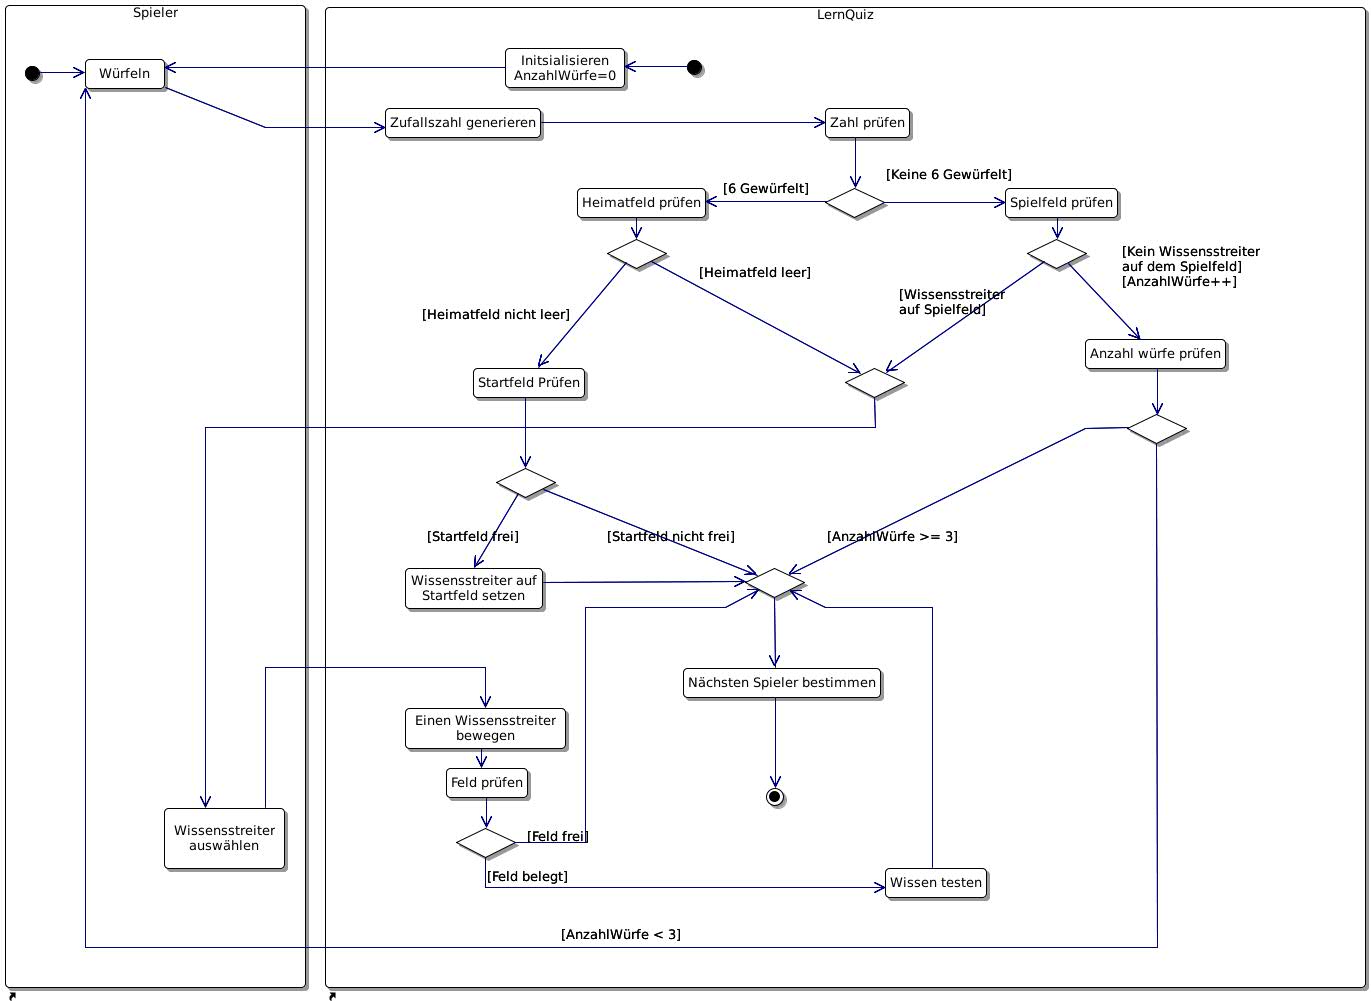 Spieler
LernQuiz
Würfeln
Initsialisieren
AnzahlWürfe=0
Zufallszahl generieren
Zahl prüfen
[6 Gewürfelt]
[Keine 6 Gewürfelt]
Heimatfeld prüfen
Spielfeld prüfen
[Kein Wissensstreiter
auf dem Spielfeld]
[AnzahlWürfe++]
[Heimatfeld leer]
[Wissensstreiter
auf Spielfeld]
[Heimatfeld nicht leer]
Anzahl würfe prüfen
Startfeld Prüfen
[Startfeld frei]
[Startfeld nicht frei]
[AnzahlWürfe >= 3]
Wissensstreiter auf
Startfeld setzen
Nächsten Spieler bestimmen
Einen Wissensstreiter
bewegen
Feld prüfen
Wissensstreiter
auswählen
[Feld frei]
[Feld belegt]
Wissen testen
[AnzahlWürfe < 3]